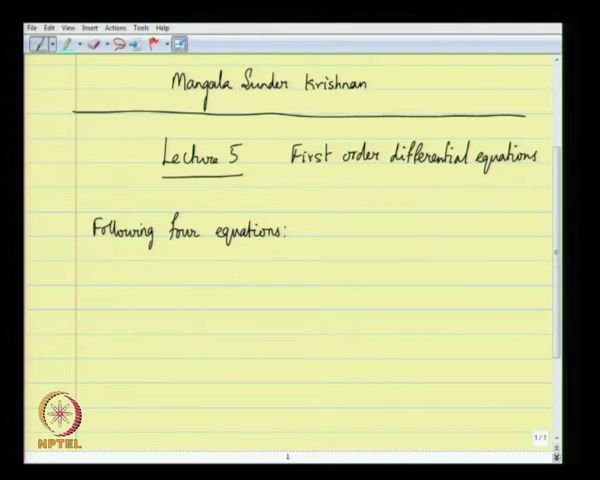 File Edit View Insert Actions Tools Help
Mangala Sunder Krishnan
Lecture 5 First order differential equations
Following four equations:
NPTEL
1/1
1